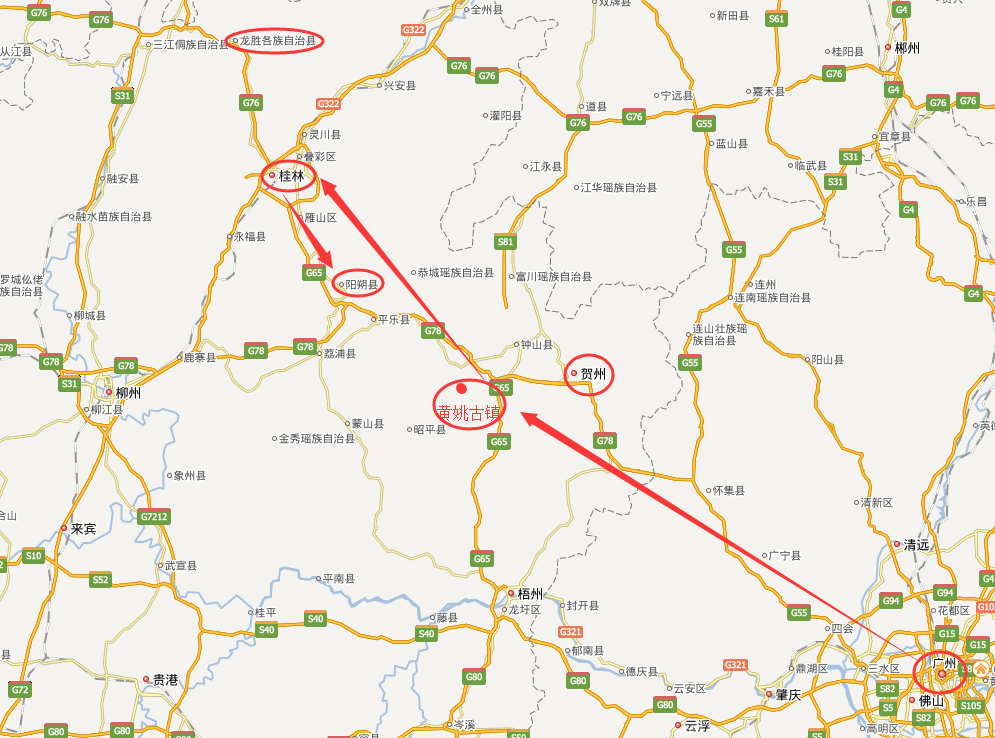 全州县
双牌县
新田县
S61
G4
G76
G76
G322
龙胜各族自治县
三江侗族自治县
从江县
郴州
桂阳县
G76
G76
G76
兴安县
宁远县
嘉禾县
G4
G76
G76
S31
G76
G322
道县
灌阳县
G76
G76
G55
灵川县
叠彩区
蓝山县
宜章县
S31
临武县
桂林
江永县
江华瑶族自治县
S31
融安县
乐昌
G4
融水苗族自治县
雁山区
永福县
S81
G55
G65
恭城瑶族自治县
富川瑶族自治县
罗城仫佬
族自治县
阳朔县
连州
连南瑶族自治县
G4
柳城县
平乐县
G78
连山壮族瑶
族自治县
钟山县
G78
G78
G78
荔浦县
鹿寨县
G78
G78
G55
阳山县
贺州
S31
柳州
G65
黄姚古镇
柳江县
蒙山县
昭平县
金秀瑶族自治县
G65
G78
象州县
怀集县
清新区
合山
来宾
G7212
清远
S10
G65
广宁县
武宣县
S52
平南县
梧州
G4
G94
G94
龙圩区
封开县
花都区
桂平
S40
S40
藤县
S40
G321
G55
四会
G15
G15
郁南县
G321
鼎湖区
三水区
广州
德庆县
贵港
G72
G80
G80
云安区
肇庆
S82
S5
佛山
S105
G80
S82
云浮
高明区
岑溪
G80
G80
容县
S50
S5